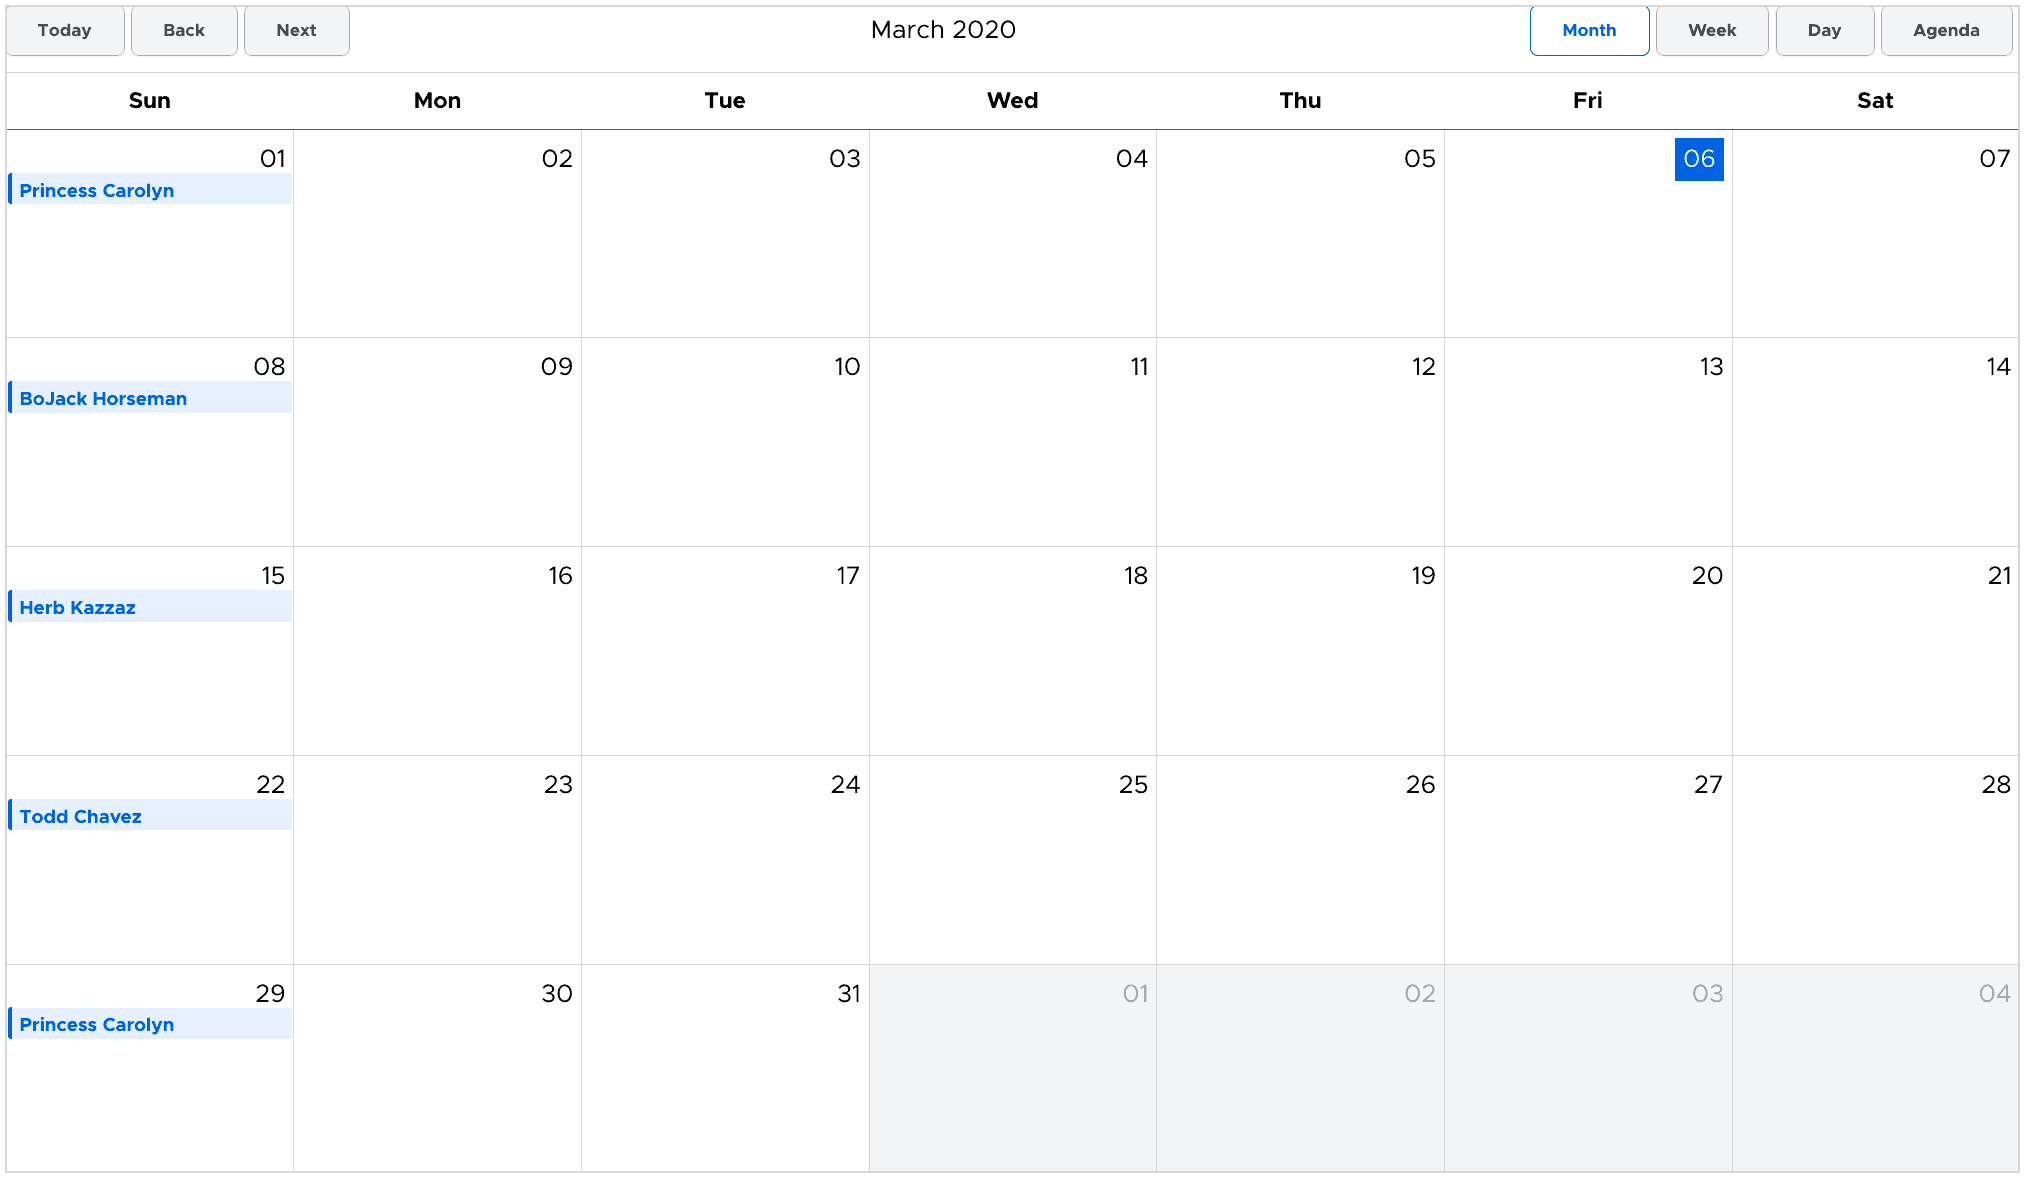 Today Back Next March 2020 Month Week Day Agenda
Sun Mon Tue Wed Thu Fri Sat
01 02 03 04 05 06 07
Princess Carolyn
08 09 10 11 12 13 14
BoJack Horseman
15 16 17 18 19 20 21
Herb Kazzaz
22 23 24 25 26 27 28
Todd Chavez
29 30 31 01 02 03 04
Princess Carolyn